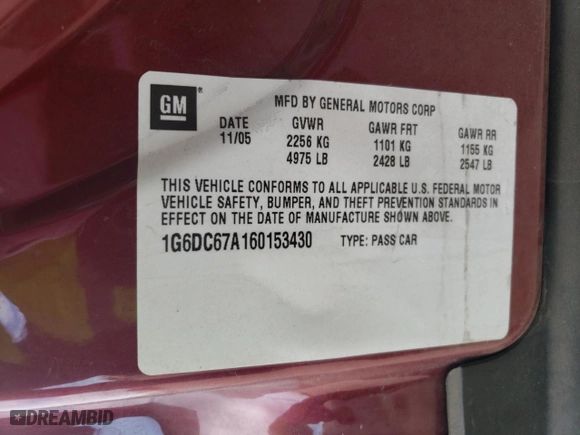 GM
®
MFD BY GENERAL MOTORS CORP
DATE GVWR GAWR FRT GAWR RR
11/05 2256 KG 1101 KG 1155 KG
4975 LB 2428 LB 2547 LB
THIS VEHICLE CONFORMS TO ALL APPLICABLE U.S. FEDERAL MOTOR
VEHICLE SAFETY, BUMPER, AND THEFT PREVENTION STANDARDS IN
EFFECT ON THE DATE OF MANUFACTURE SHOWN ABOVE.
1G6DC67A160153430 TYPE: PASS CAR
DREAMBID